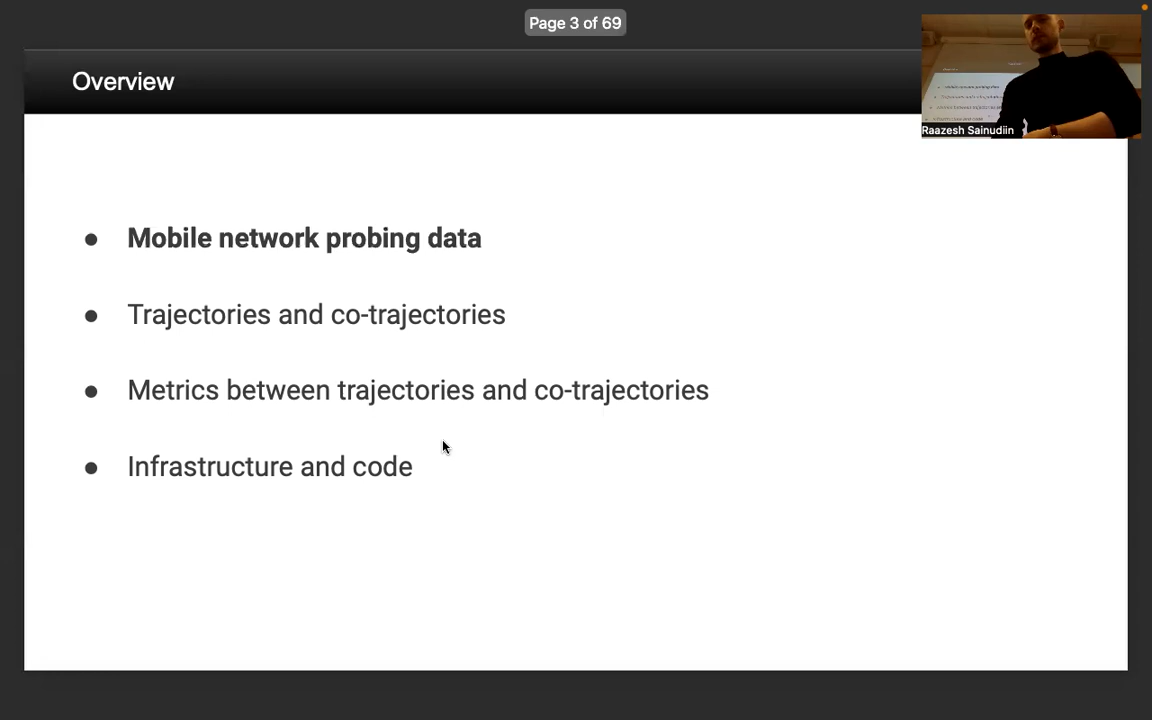 Page 3 of 69
Overview
Raazesh Sainudiin
● Mobile network probing data
● Trajectories and co-trajectories
● Metrics between trajectories and co-trajectories
● Infrastructure and code